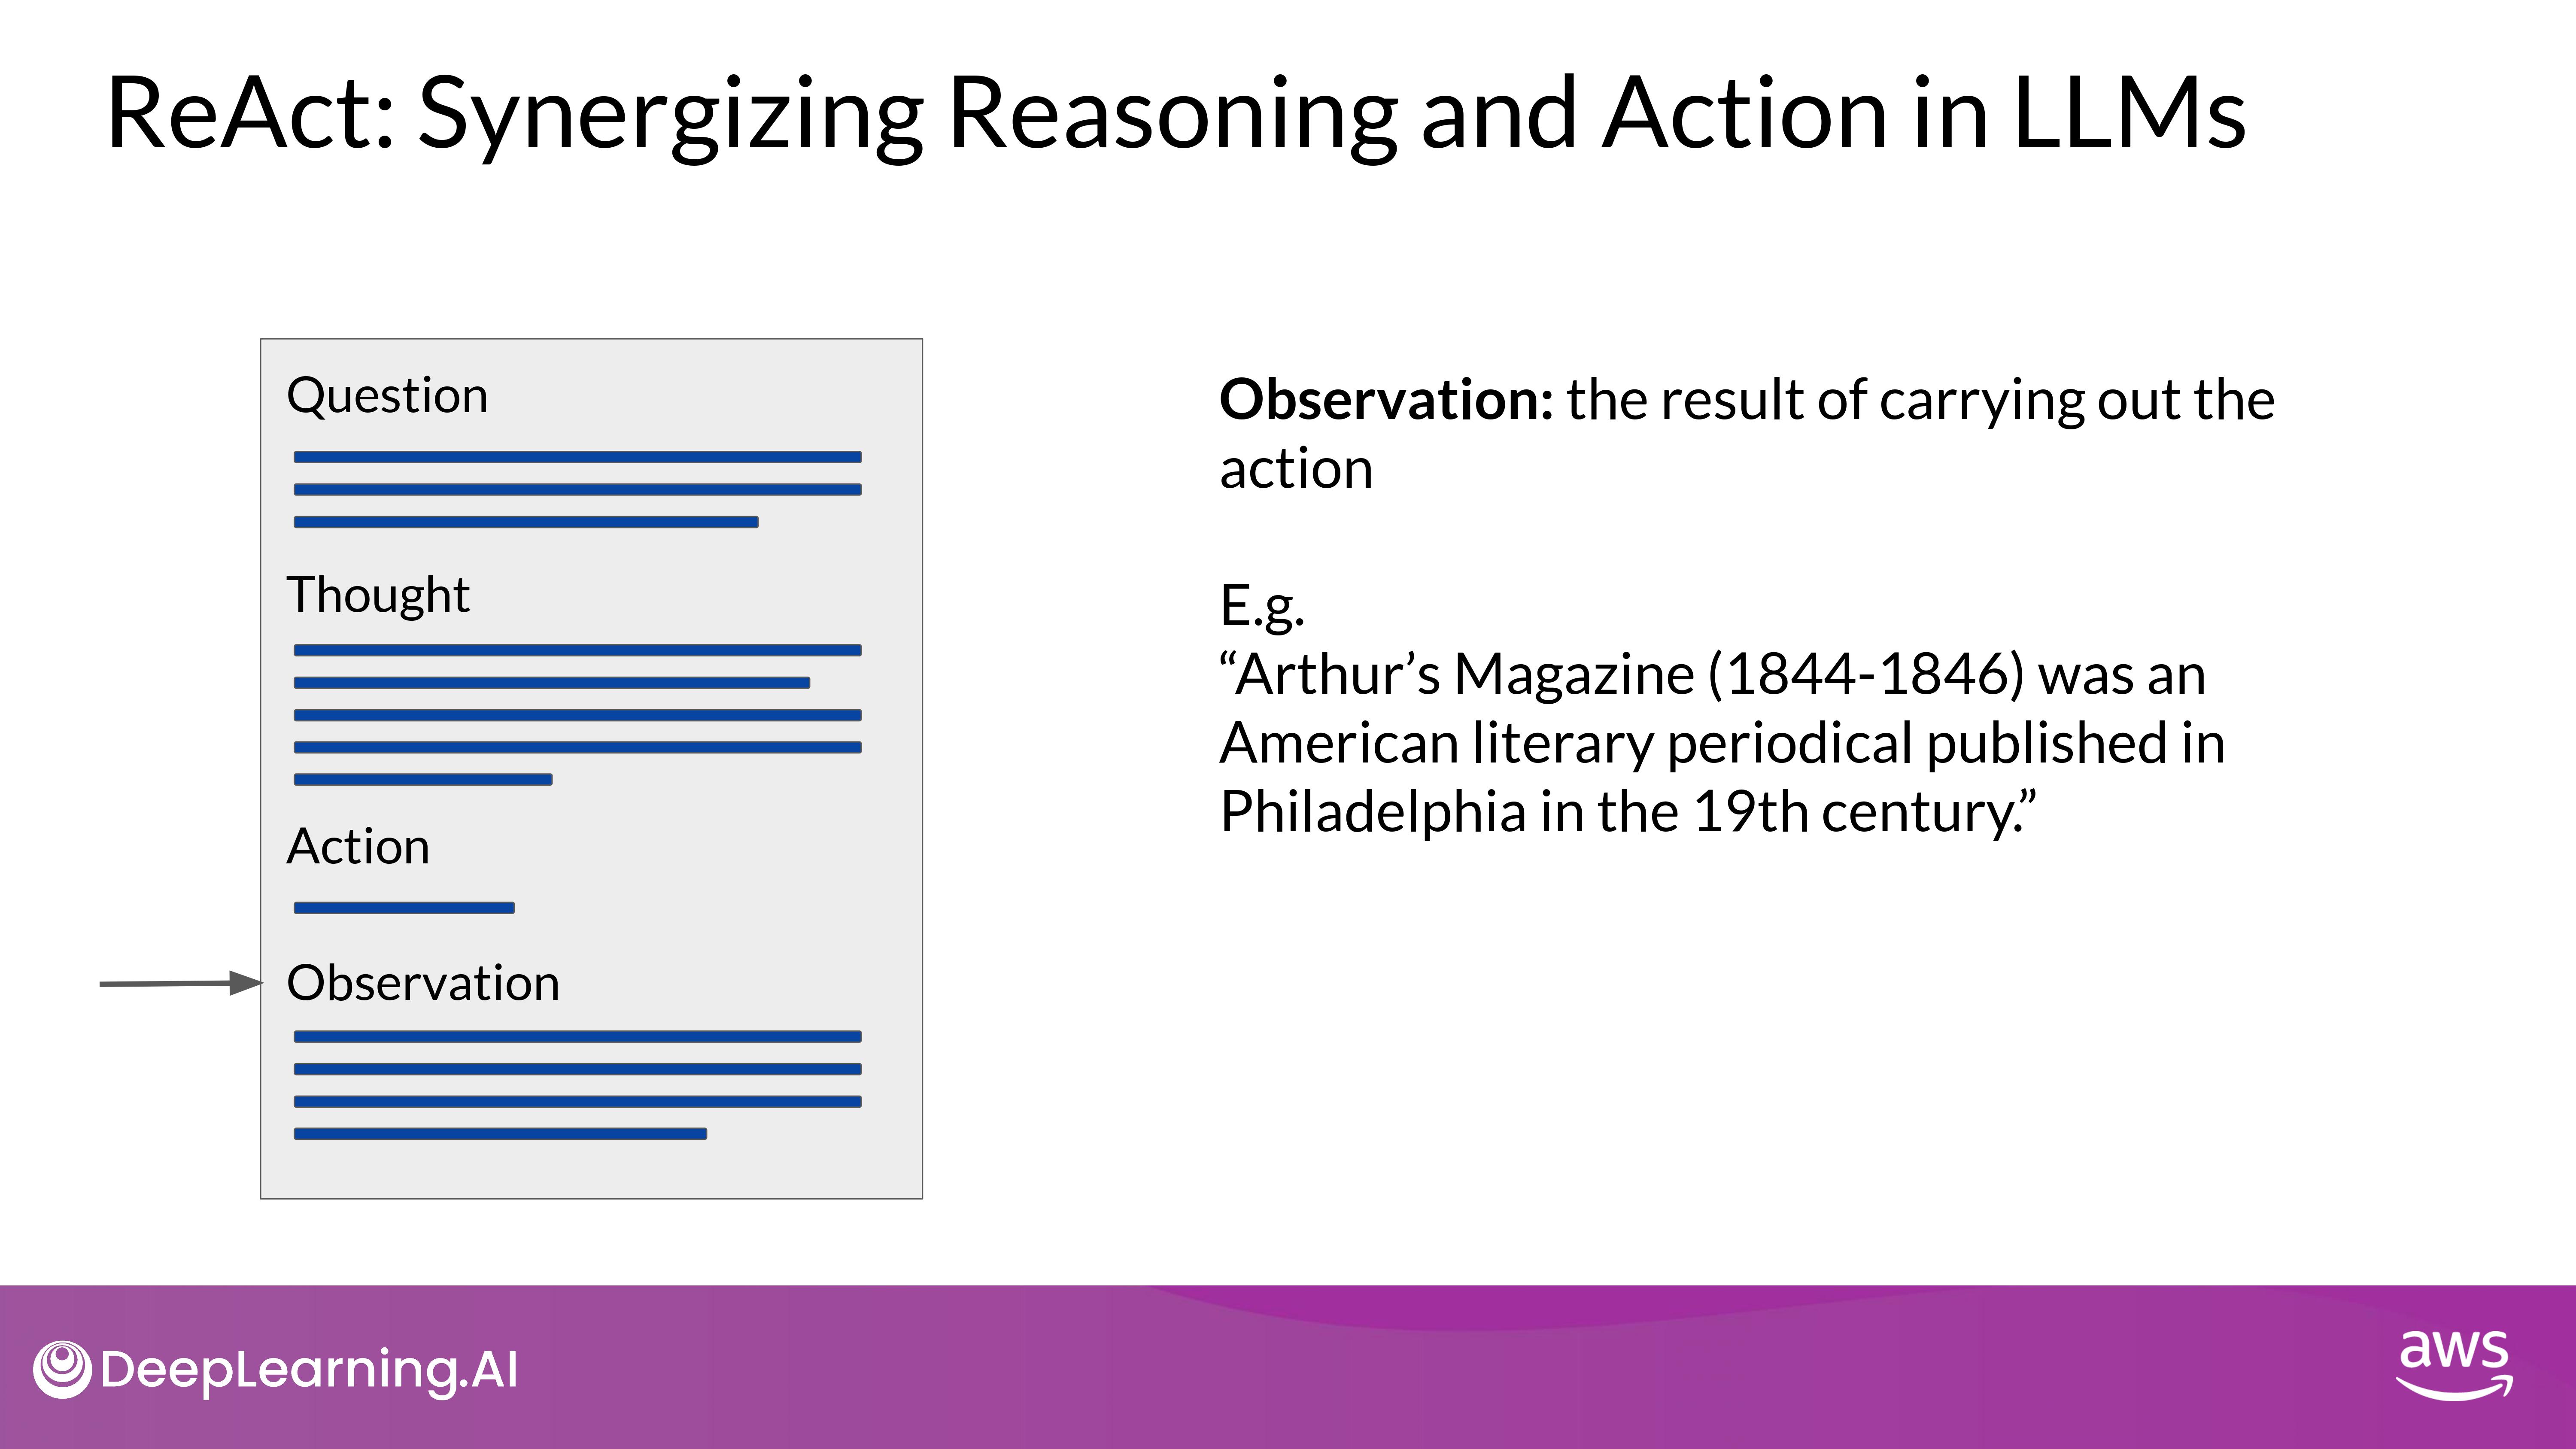 ReAct: Synergizing Reasoning and Action in LLMs
Question
Thought
Action
Observation
Observation: the result of carrying out the
action
E.g.
“Arthur’s Magazine (1844-1846) was an
American literary periodical published in
Philadelphia in the 19th century.”
DeepLearning.AI
aws